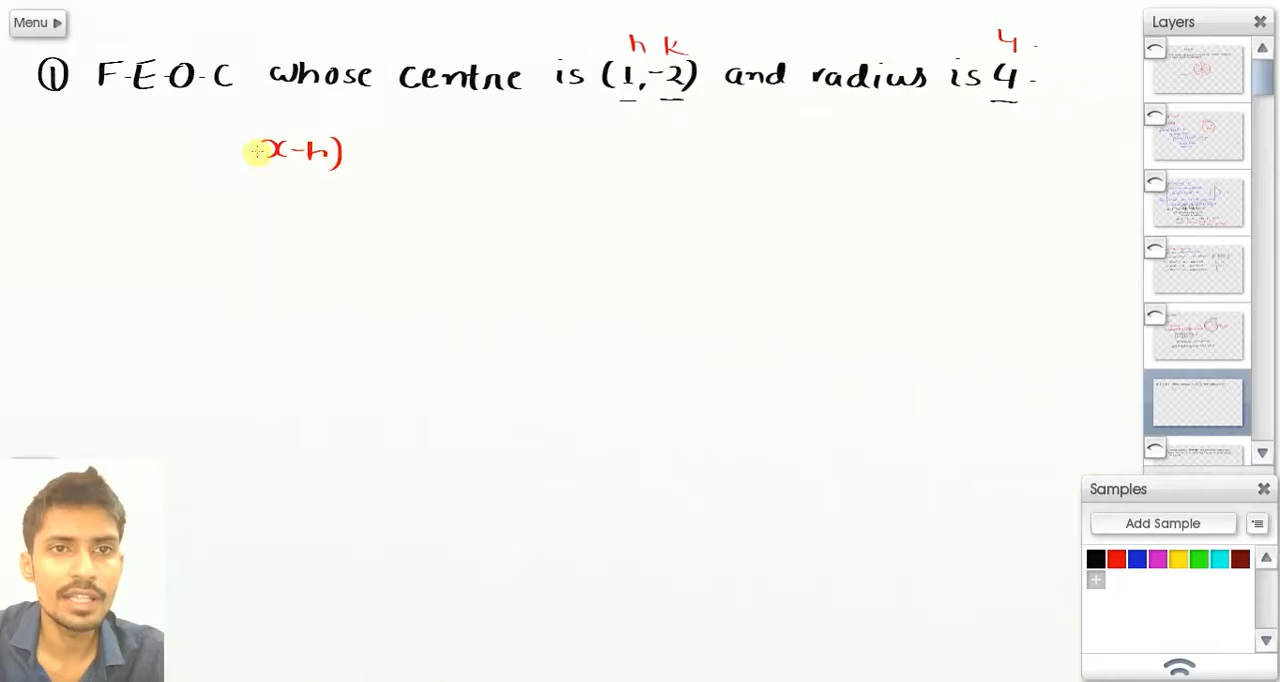 Menu
h k 4.
① F-E-O-C whose centre is (1,-2) and radius is 4.
x-h)
Layers
Samples
Add Sample